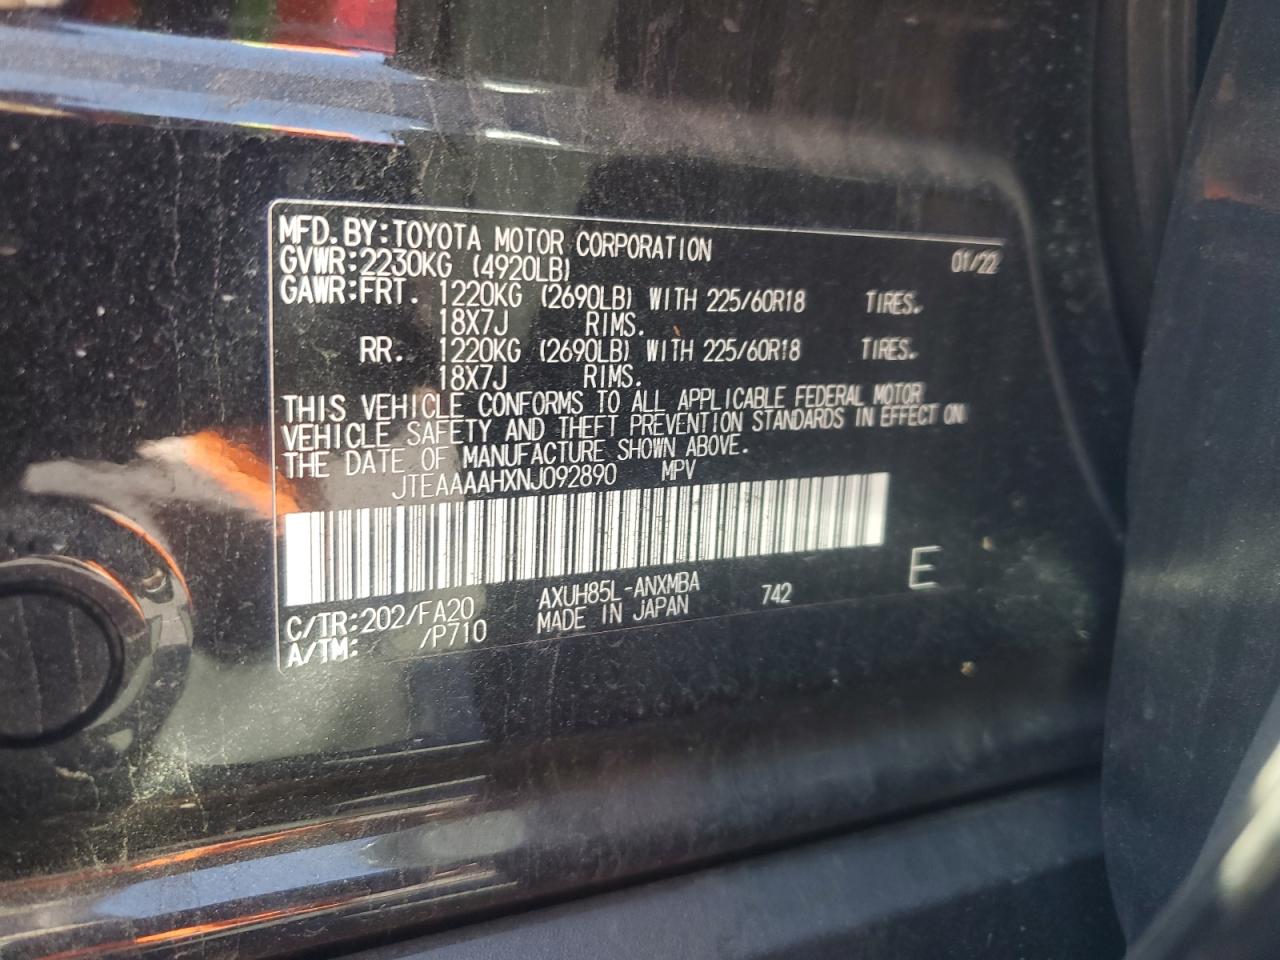 MFD. BY: TOYOTA MOTOR CORPORATION 01/22
GVWR: 2230KG (4920LB)
GAWR: FRT. 1220KG (2690LB) WITH 225/60R18 TIRES.
18X7J RIMS.
RR. 1220KG (2690LB) WITH 225/60R18 TIRES.
18X7J RIMS.
THIS VEHICLE CONFORMS TO ALL APPLICABLE FEDERAL MOTOR
VEHICLE SAFETY AND THEFT PREVENTION STANDARDS IN EFFECT ON
THE DATE OF MANUFACTURE SHOWN ABOVE.
JTEAAAAHXNJ092890 MPV
E
C/TR: 202/FA20 AXUH85L-ANXMBA 742
A/TM: /P710 MADE IN JAPAN